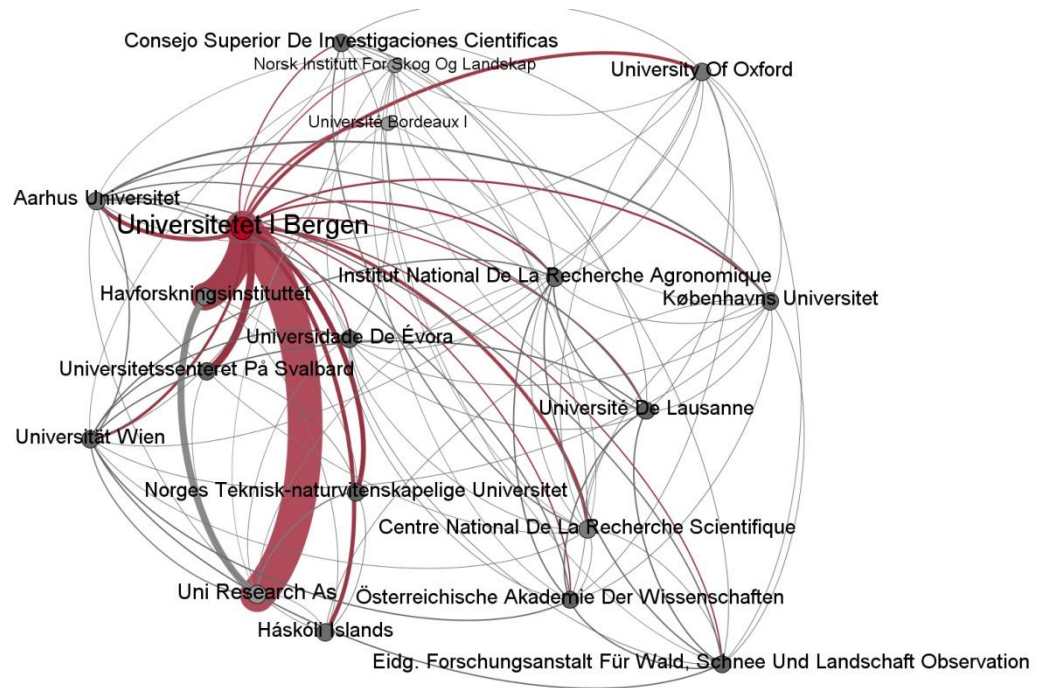 Consejo Superior De Investigaciones Cientificas
Norsk Institutt For Skog Og Landskap
University Of Oxford
Université Bordeaux I
Aarhus Universitet
Universitetet I Bergen
Institut National De La Recherche Agronomique
Havforskningsinstituttet
Københavns Universitet
Universidade De Évora
Universitetssenteret På Svalbard
Université De Lausanne
Universität Wien
Norges Teknisk-naturvitenskapelige Universitet
Centre National De La Recherche Scientifique
Uni Research As
Österreichische Akademie Der Wissenschaften
Háskóli Islands
Eidg. Forschungsanstalt Für Wald, Schnee Und Landschaft Observation